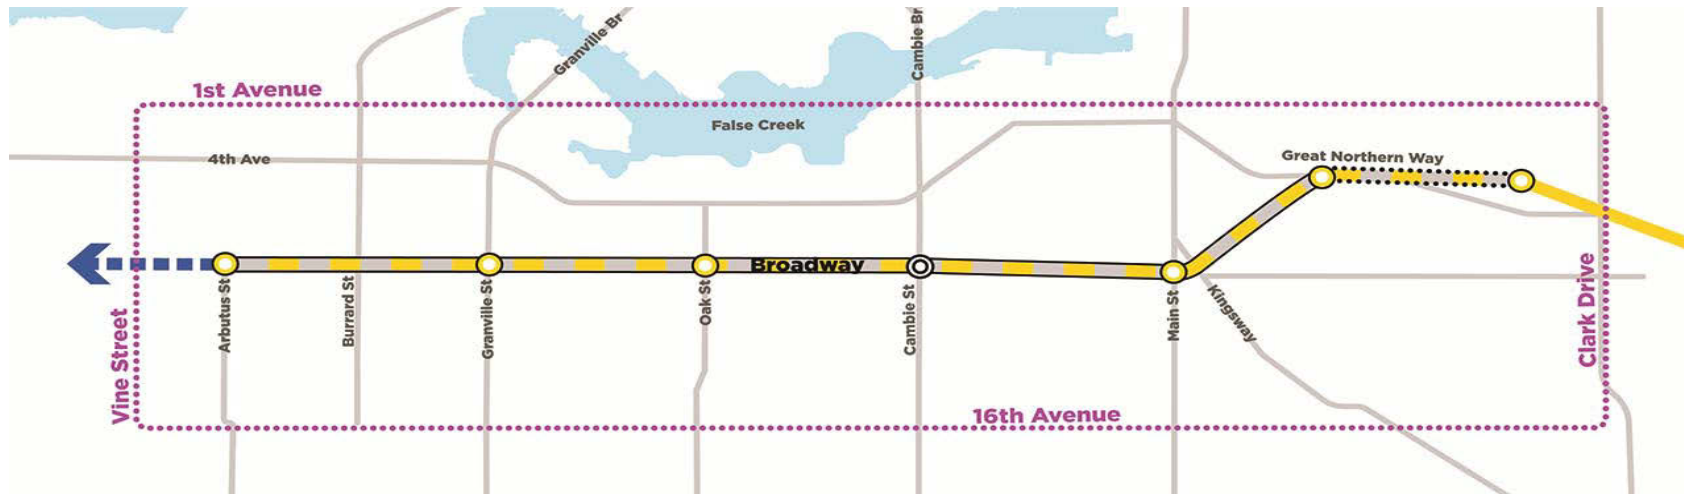 Granville Br
Cambie Br
1st Avenue
False Creek
4th Ave
Great Northern Way
Broadway
Vine Street
Arbutus St
Burrard St
Granville St
Oak St
Cambie St
Main St
Kingsway
Clark Drive
16th Avenue